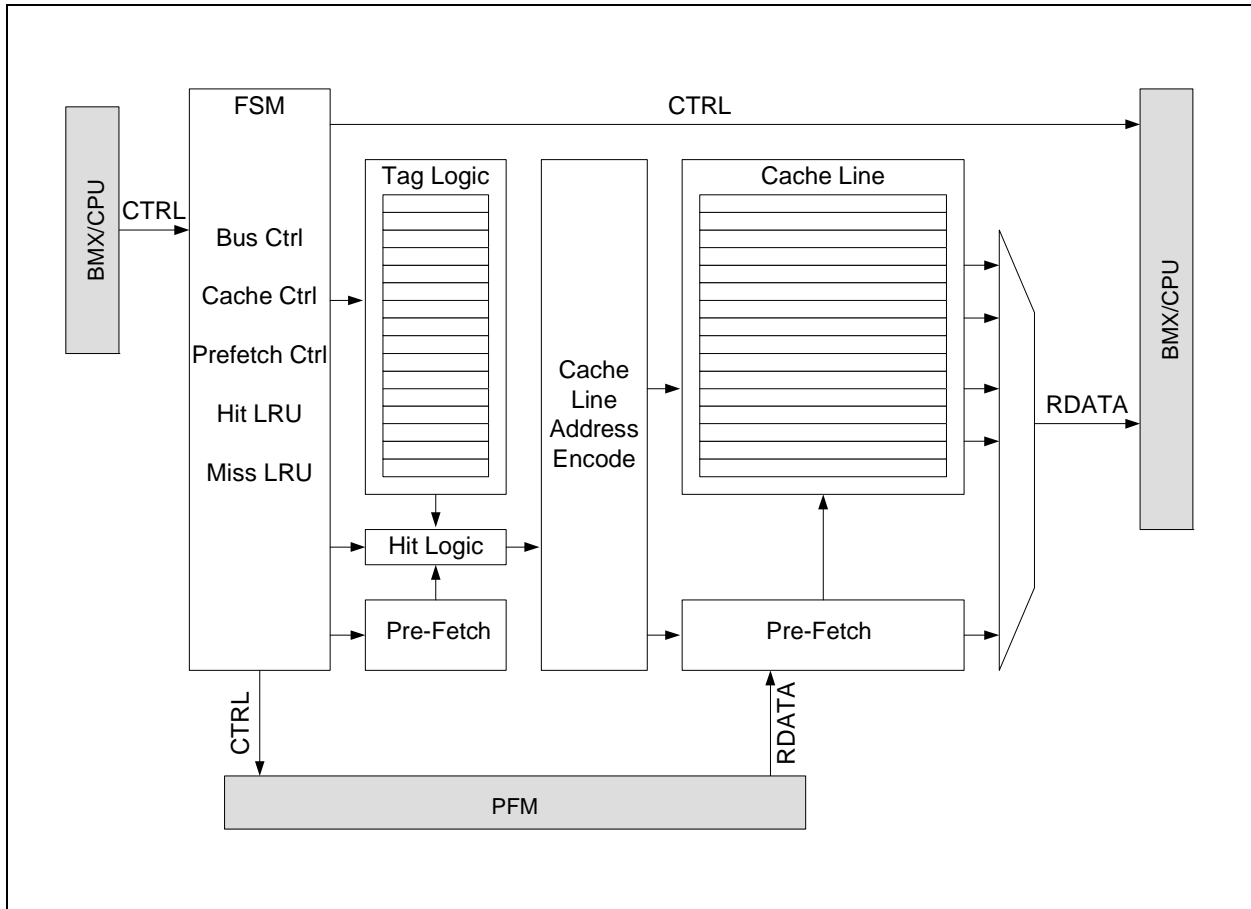 FSM
CTRL
BMX/CPU
CTRL
Tag Logic
Cache Line
BMX/CPU
Bus Ctrl
Cache Ctrl
Prefetch Ctrl
Hit LRU
Miss LRU
Cache
Line
Address
Encode
RDATA
Hit Logic
Pre-Fetch
Pre-Fetch
CTRL
RDATA
PFM